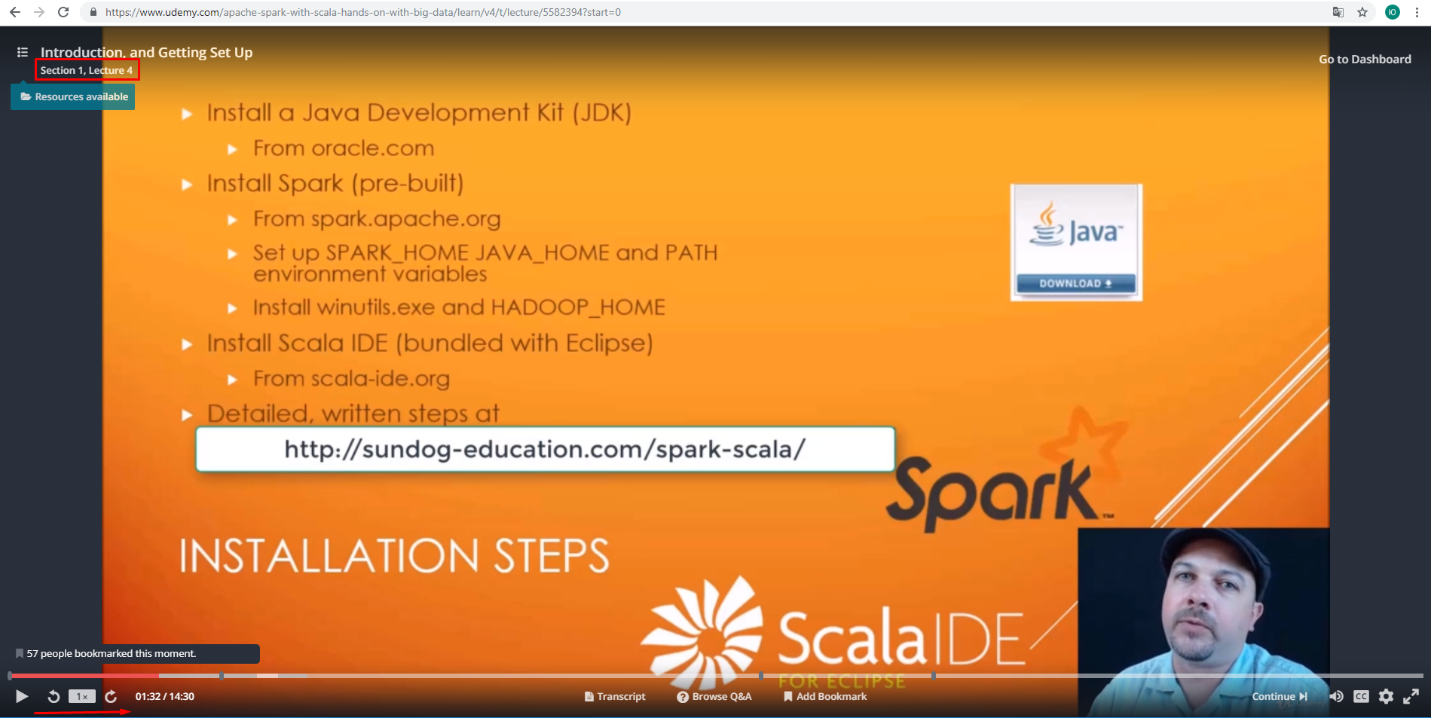 https://www.udemy.com/apache-spark-with-scala-hands-on-with-big-data/learn/v4/t/lecture/5582394?start=0
IO
Introduction, and Getting Set Up
Section 1, Lecture 4
Go to Dashboard
Resources available
Install a Java Development Kit (JDK)
From oracle.com
Install Spark (pre-built)
From spark.apache.org
Set up SPARK_HOME JAVA_HOME and PATH
environment variables
Install winutils.exe and HADOOP_HOME
Java™
DOWNLOAD
Install Scala IDE (bundled with Eclipse)
From scala-ide.org
Detailed, written steps at
http://sundog-education.com/spark-scala/
Spark™
INSTALLATION STEPS
ScalaIDE
FOR ECLIPSE
57 people bookmarked this moment.
1x
01:32 / 14:30
Transcript
Browse Q&A
Add Bookmark
Continue
CC